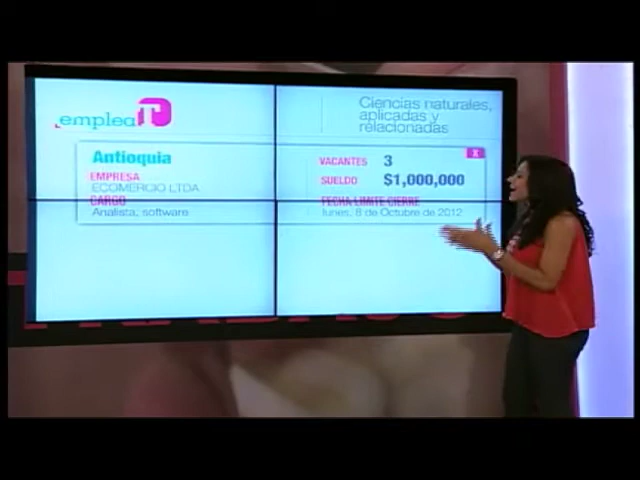 empleaT
Ciencias naturales,
aplicadas y
relacionadas
x
Antioquia
EMPRESA
ECOMERCIO LTDA
CARGO
Analista, software
VACANTES 3
SUELDO $1,000,000
FECHA LIMITE CIERRE
lunes, 8 de Octubre de 2012